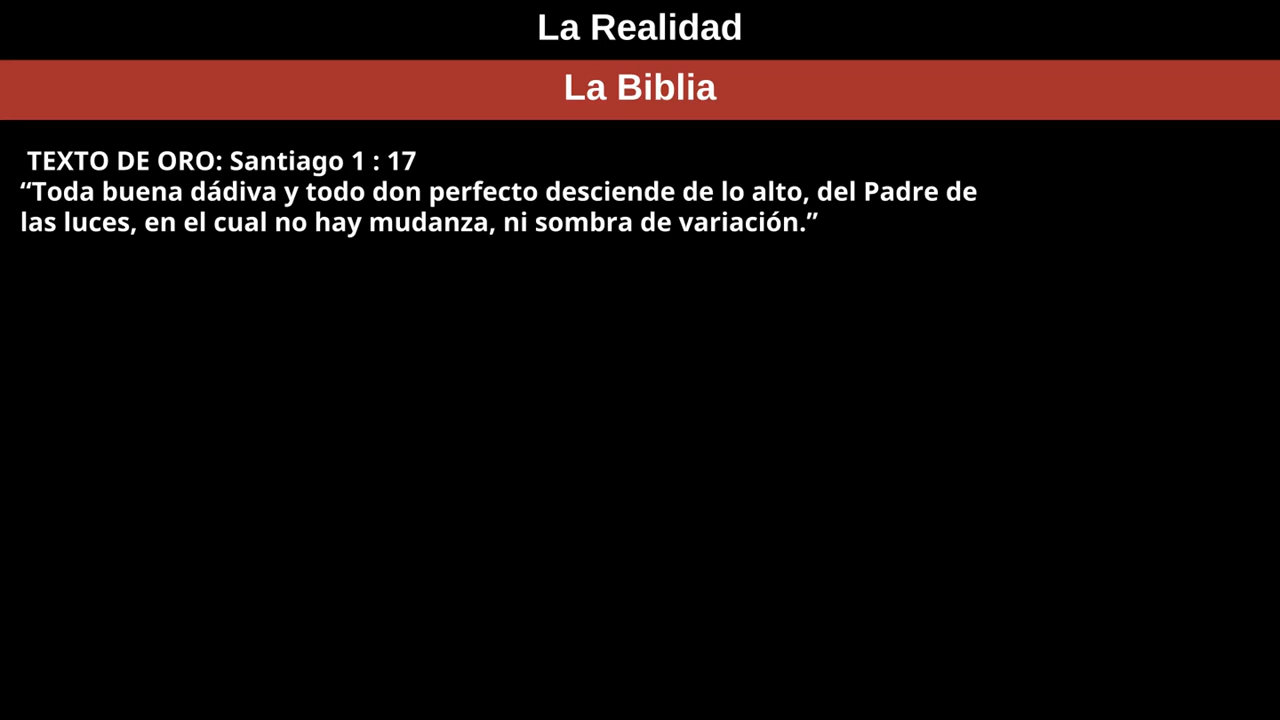 La Realidad
La Biblia
TEXTO DE ORO: Santiago 1 : 17
“Toda buena dádiva y todo don perfecto desciende de lo alto, del Padre de
las luces, en el cual no hay mudanza, ni sombra de variación.”